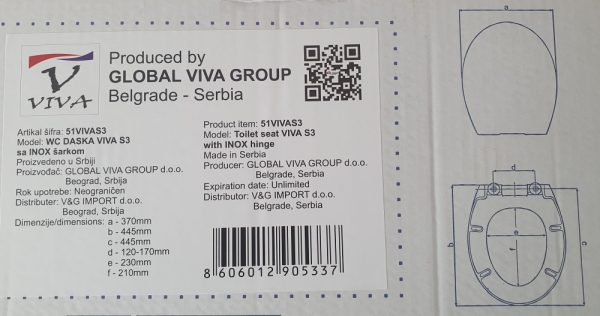 VIVA
Produced by
GLOBAL VIVA GROUP
Belgrade - Serbia
Artikal šifra: 51VIVAS3
Model: WC DASKA VIVA S3
sa INOX šarkom
Proizvedeno u Srbiji
Proizvođač: GLOBAL VIVA GROUP d.o.o.
Beograd, Srbija
Rok upotrebe: Neograničen
Distributer: V&G IMPORT d.o.o.
Beograd, Srbija
Dimenzije/dimensions: a - 370mm
b - 445mm
c - 445mm
d - 120-170mm
e - 230mm
f - 210mm
Product item: 51VIVAS3
Model: Toilet seat VIVA S3
with INOX hinge
Made in Serbia
Producer: GLOBAL VIVA GROUP d.o.o.
Belgrade, Serbia
Expiration date: Unlimited
Distributor: V&G IMPORT d.o.o.
Belgrade, Serbia
8 606012 905337
a
d
b
e